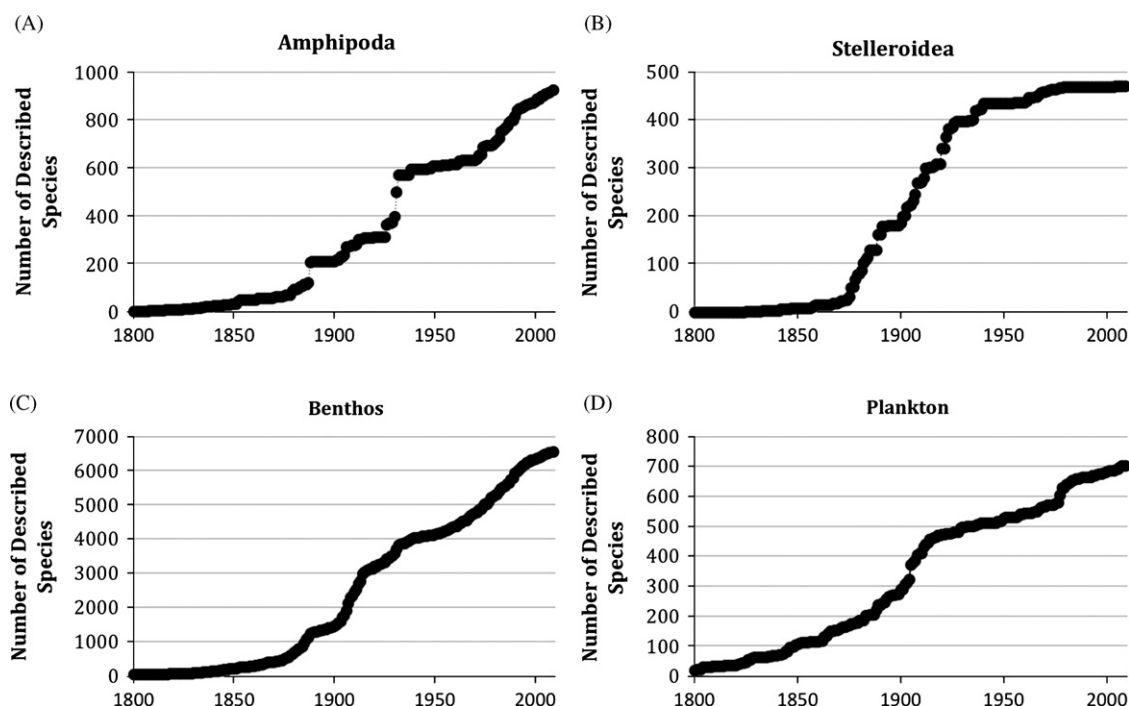 (A)
Amphipoda
Number of Described
Species
1000
800
600
400
200
0
1800 1850 1900 1950 2000
(B)
Stelleroidea
Number of Described
Species
500
400
300
200
100
0
1800 1850 1900 1950 2000
(C)
Benthos
Number of Described
Species
7000
6000
5000
4000
3000
2000
1000
0
1800 1850 1900 1950 2000
(D)
Plankton
Number of Described
Species
800
700
600
500
400
300
200
100
0
1800 1850 1900 1950 2000